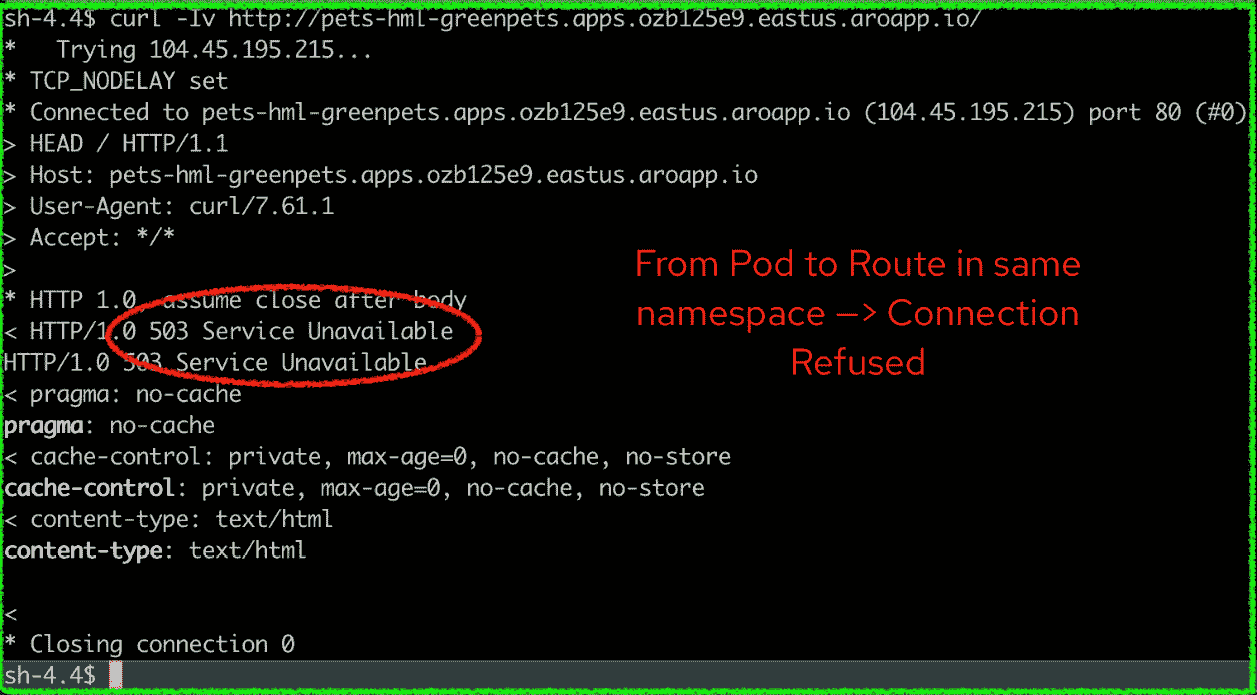 sh-4.4$ curl -Iv http://pets-hml-greenpets.apps.ozb125e9.eastus.aroapp.io/
*   Trying 104.45.195.215...
* TCP_NODELAY set
* Connected to pets-hml-greenpets.apps.ozb125e9.eastus.aroapp.io (104.45.195.215) port 80 (#0)
> HEAD / HTTP/1.1
> Host: pets-hml-greenpets.apps.ozb125e9.eastus.aroapp.io
> User-Agent: curl/7.61.1
> Accept: */*
>
* HTTP 1.0, assume close after body
< HTTP/1.0 503 Service Unavailable
HTTP/1.0 503 Service Unavailable
< pragma: no-cache
pragma: no-cache
< cache-control: private, max-age=0, no-cache, no-store
cache-control: private, max-age=0, no-cache, no-store
< content-type: text/html
content-type: text/html
<
* Closing connection 0
sh-4.4$
From Pod to Route in same
namespace —> Connection
Refused